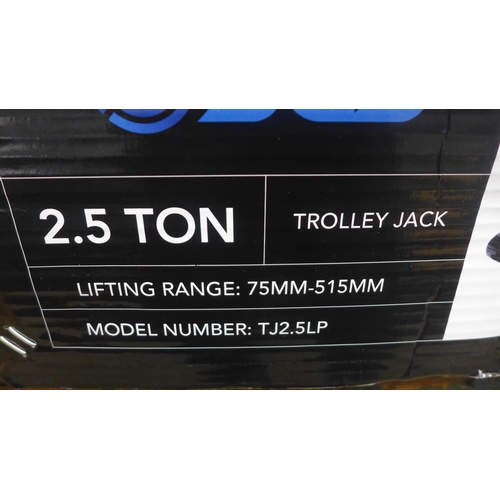 2.5 TON
TROLLEY JACK
LIFTING RANGE: 75MM-515MM
MODEL NUMBER: TJ2.5LP